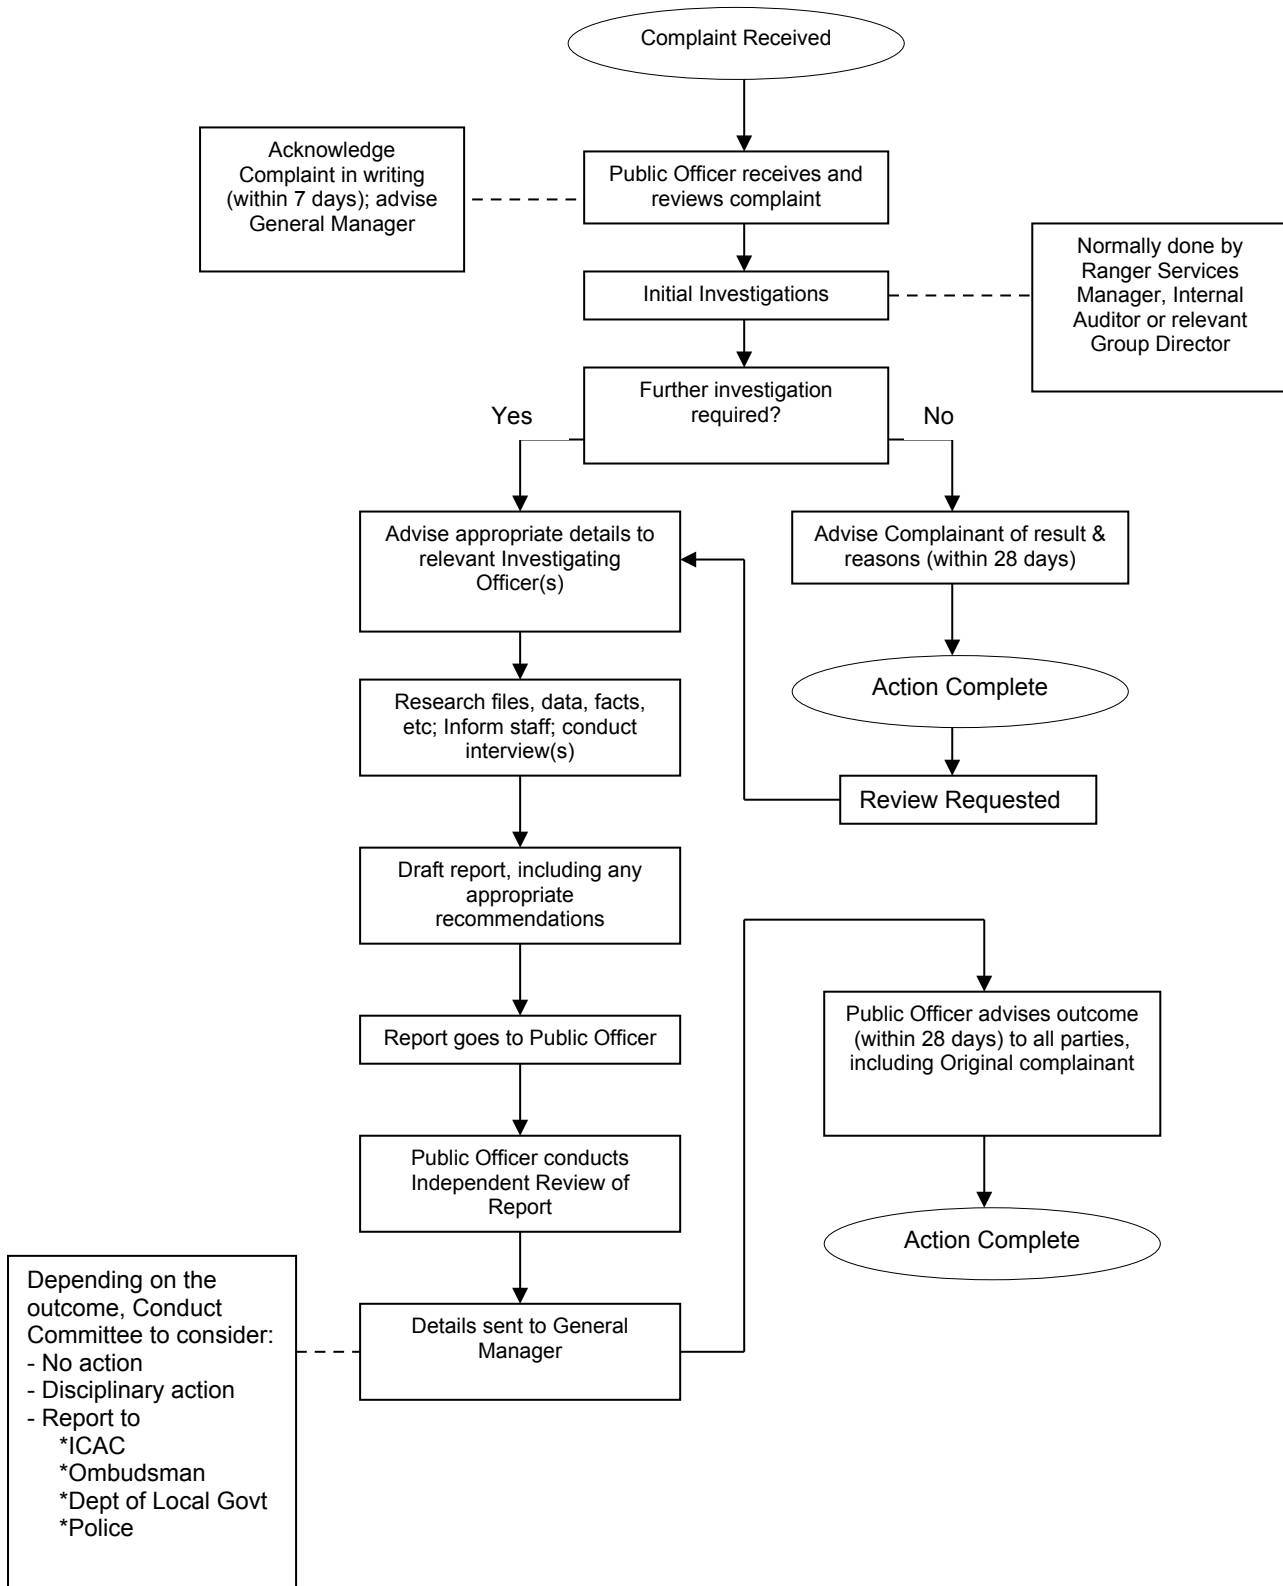 Complaint Received
Acknowledge
Complaint in writing
(within 7 days); advise
General Manager
Public Officer receives and
reviews complaint
Initial Investigations
Normally done by
Ranger Services
Manager, Internal
Auditor or relevant
Group Director
Further investigation
required?
Yes
No
Advise appropriate details to
relevant Investigating
Officer(s)
Advise Complainant of result &
reasons (within 28 days)
Action Complete
Research files, data, facts,
etc; Inform staff; conduct
interview(s)
Review Requested
Draft report, including any
appropriate
recommendations
Report goes to Public Officer
Public Officer advises outcome
(within 28 days) to all parties,
including Original complainant
Public Officer conducts
Independent Review of
Report
Action Complete
Depending on the
outcome, Conduct
Committee to consider:
- No action
- Disciplinary action
- Report to
*ICAC
*Ombudsman
*Dept of Local Govt
*Police
Details sent to General
Manager